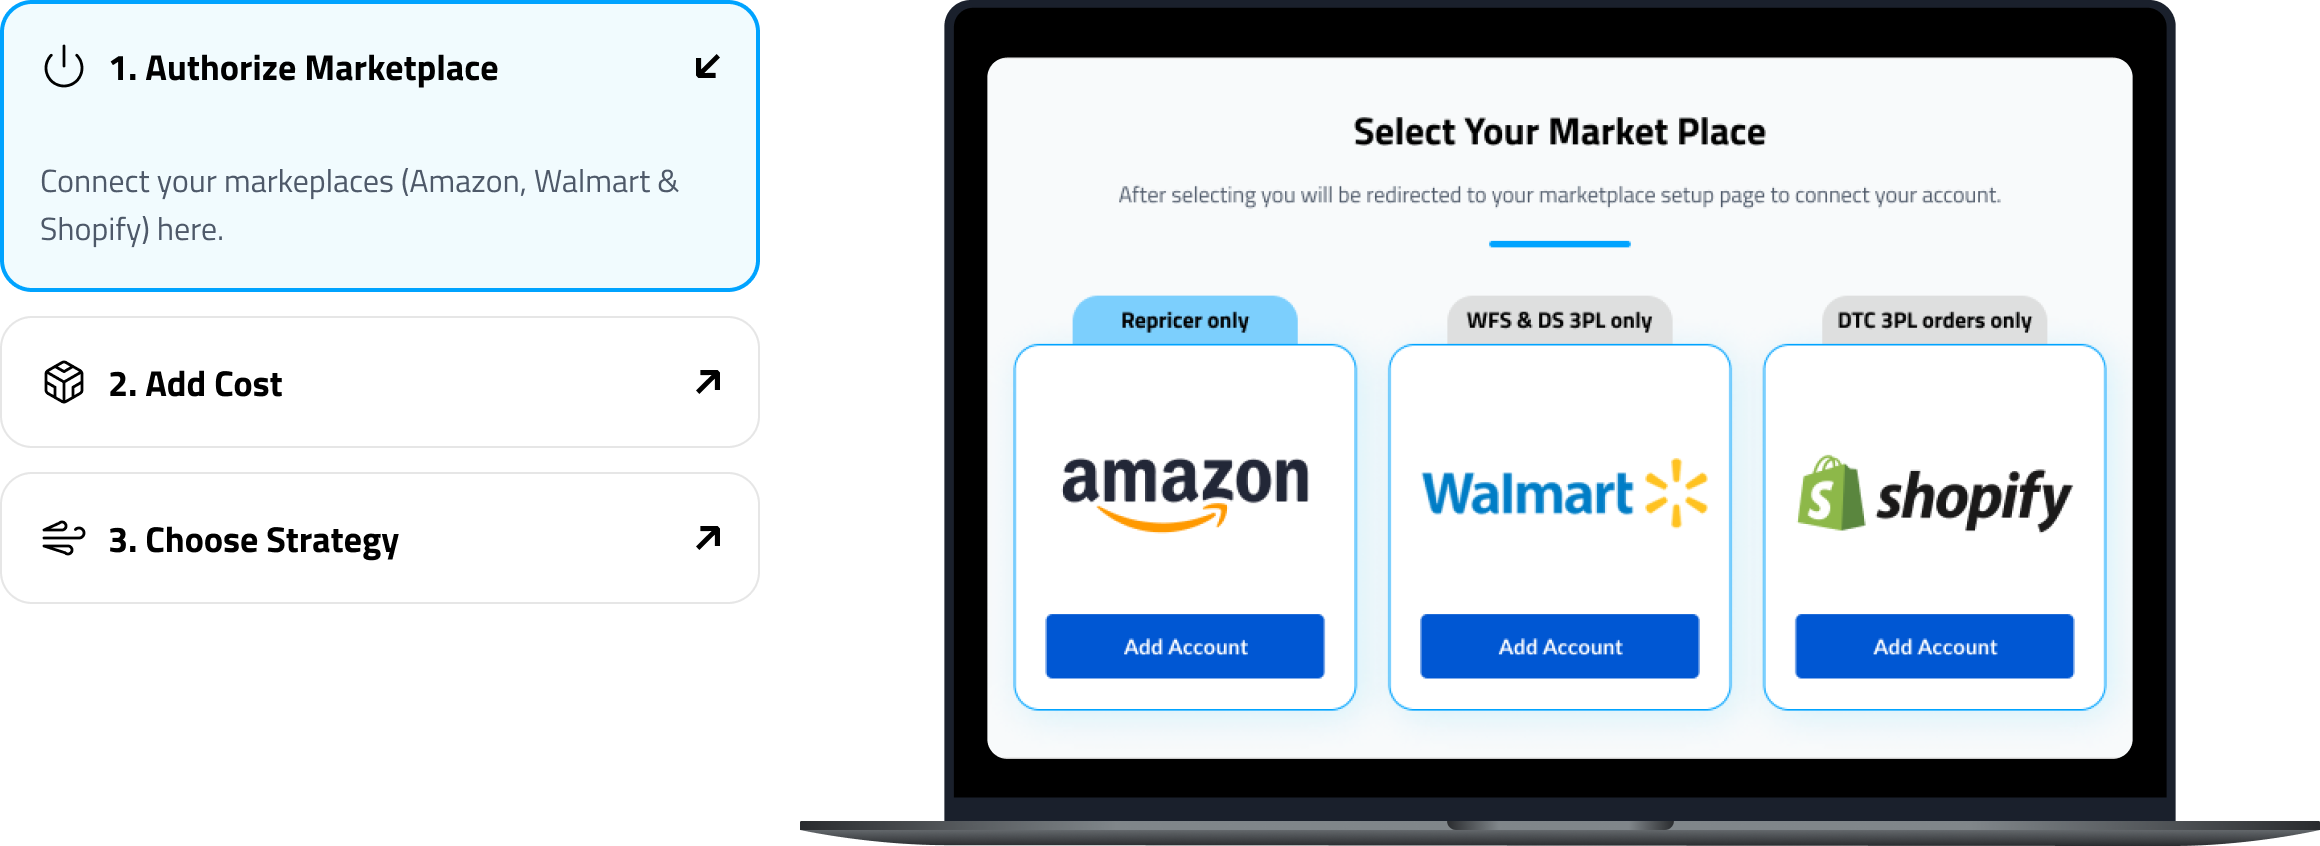 1. Authorize Marketplace
Connect your markeplaces (Amazon, Walmart &
Shopify) here.
2. Add Cost
3. Choose Strategy
Select Your Market Place
After selecting you will be redirected to your marketplace setup page to connect your account.
Repricer only
WFS & DS 3PL only
DTC 3PL orders only
amazon
Walmart
shopify
Add Account
Add Account
Add Account